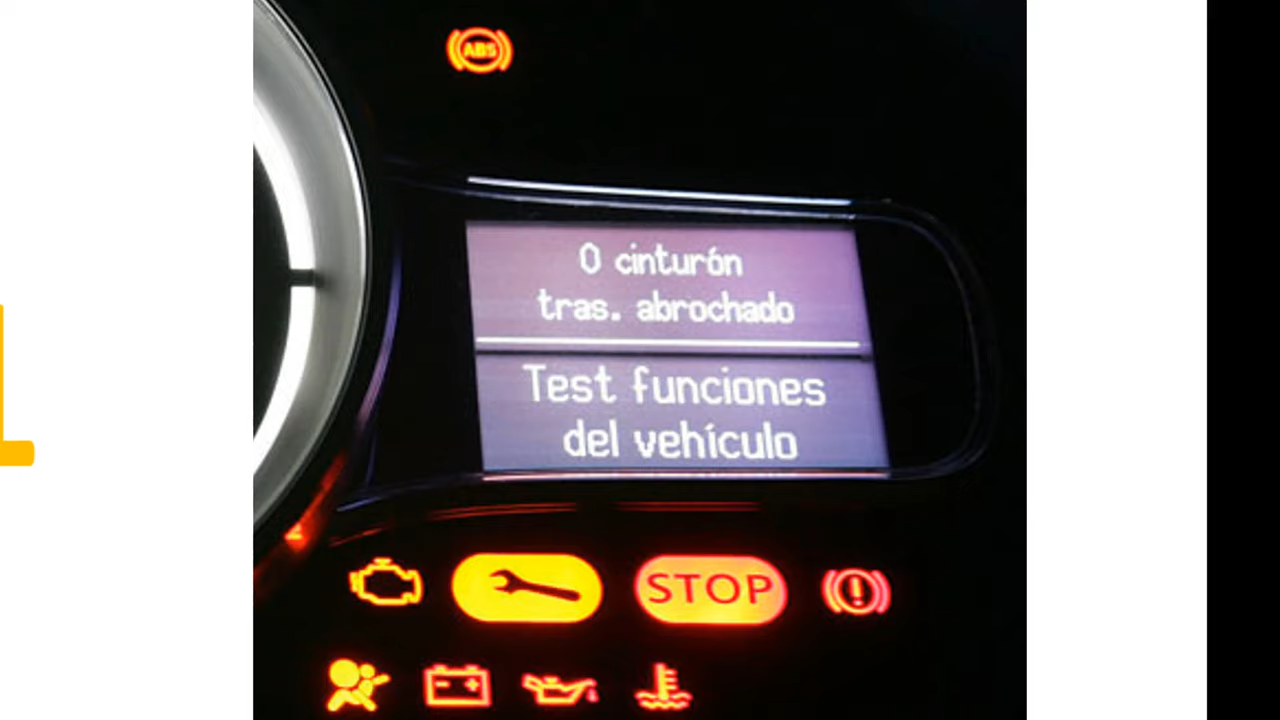 ABS
0 cinturón
tras. abrochado
Test funciones
del vehículo
STOP